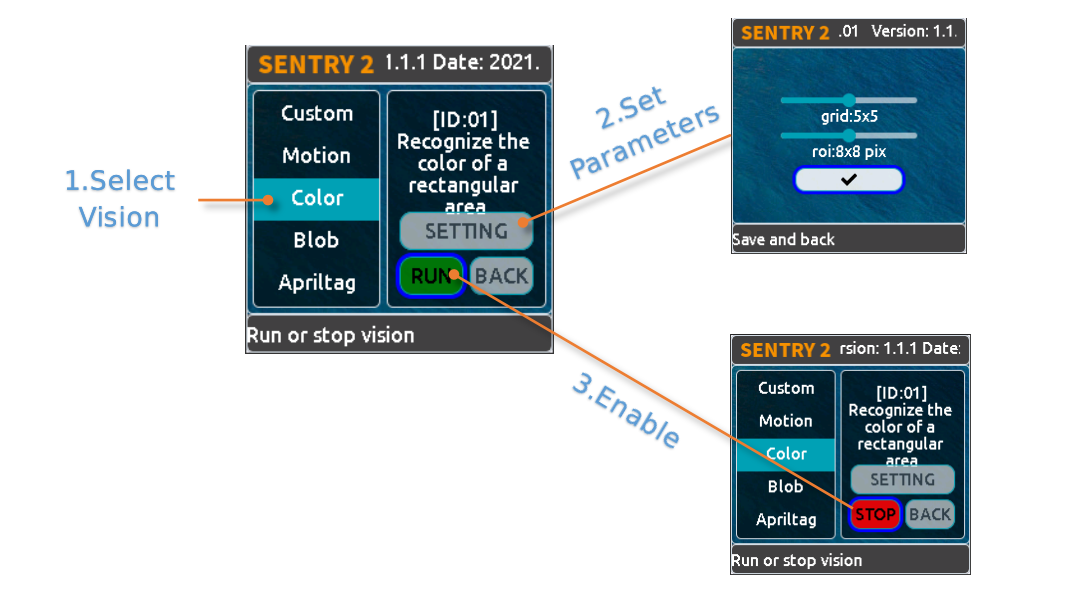 1.Select
Vision
SENTRY 2 1.1.1 Date: 2021.
Custom
Motion
Color
Blob
Apriltag
[ID:01]
Recognize the
color of a
rectangular
area
SETTING
RUN BACK
Run or stop vision
2.Set
Parameters
SENTRY 2 .01 Version: 1.1.
grid:5x5
roi:8x8 pix
Save and back
3.Enable
SENTRY 2 rsion: 1.1.1 Date:
Custom
Motion
Color
Blob
Apriltag
[ID:01]
Recognize the
color of a
rectangular
area
SETTING
STOP BACK
Run or stop vision